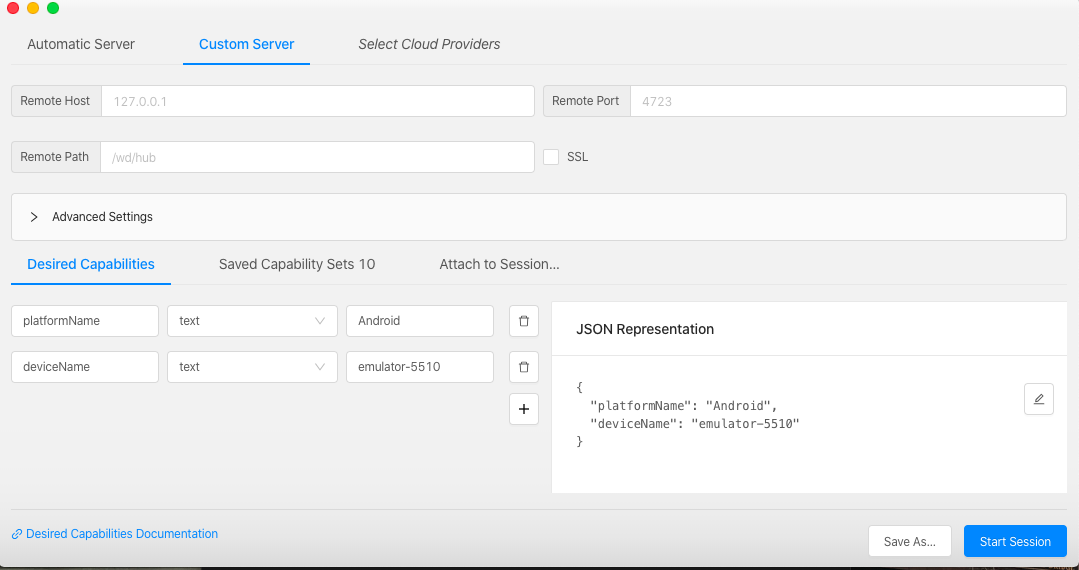 Automatic Server Custom Server Select Cloud Providers
Remote Host 127.0.0.1 Remote Port 4723
Remote Path /wd/hub SSL
Advanced Settings
Desired Capabilities Saved Capability Sets 10 Attach to Session...
platformName text Android
deviceName text emulator-5510
JSON Representation
{
"platformName": "Android",
"deviceName": "emulator-5510"
}
Desired Capabilities Documentation
Save As... Start Session